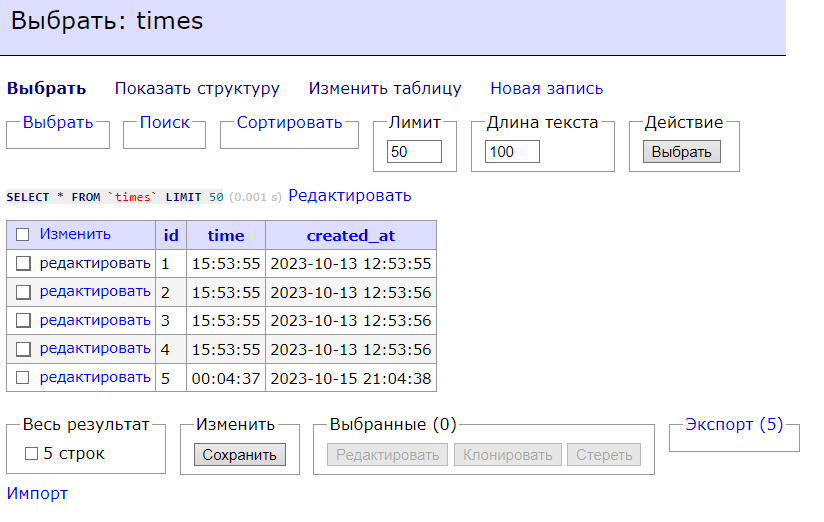 Выбрать: times
Выбрать Показать структуру Изменить таблицу Новая запись
Выбрать Поиск Сортировать Лимит Длина текста Действие
50 100 Выбрать
SELECT * FROM `times` LIMIT 50 (0.001 s) Редактировать
Изменить id time created_at
редактировать 1 15:53:55 2023-10-13 12:53:55
редактировать 2 15:53:55 2023-10-13 12:53:56
редактировать 3 15:53:55 2023-10-13 12:53:56
редактировать 4 15:53:55 2023-10-13 12:53:56
редактировать 5 00:04:37 2023-10-15 21:04:38
Весь результат Изменить Выбранные (0) Экспорт (5)
5 строк Сохранить Редактировать Клонировать Стереть
Импорт